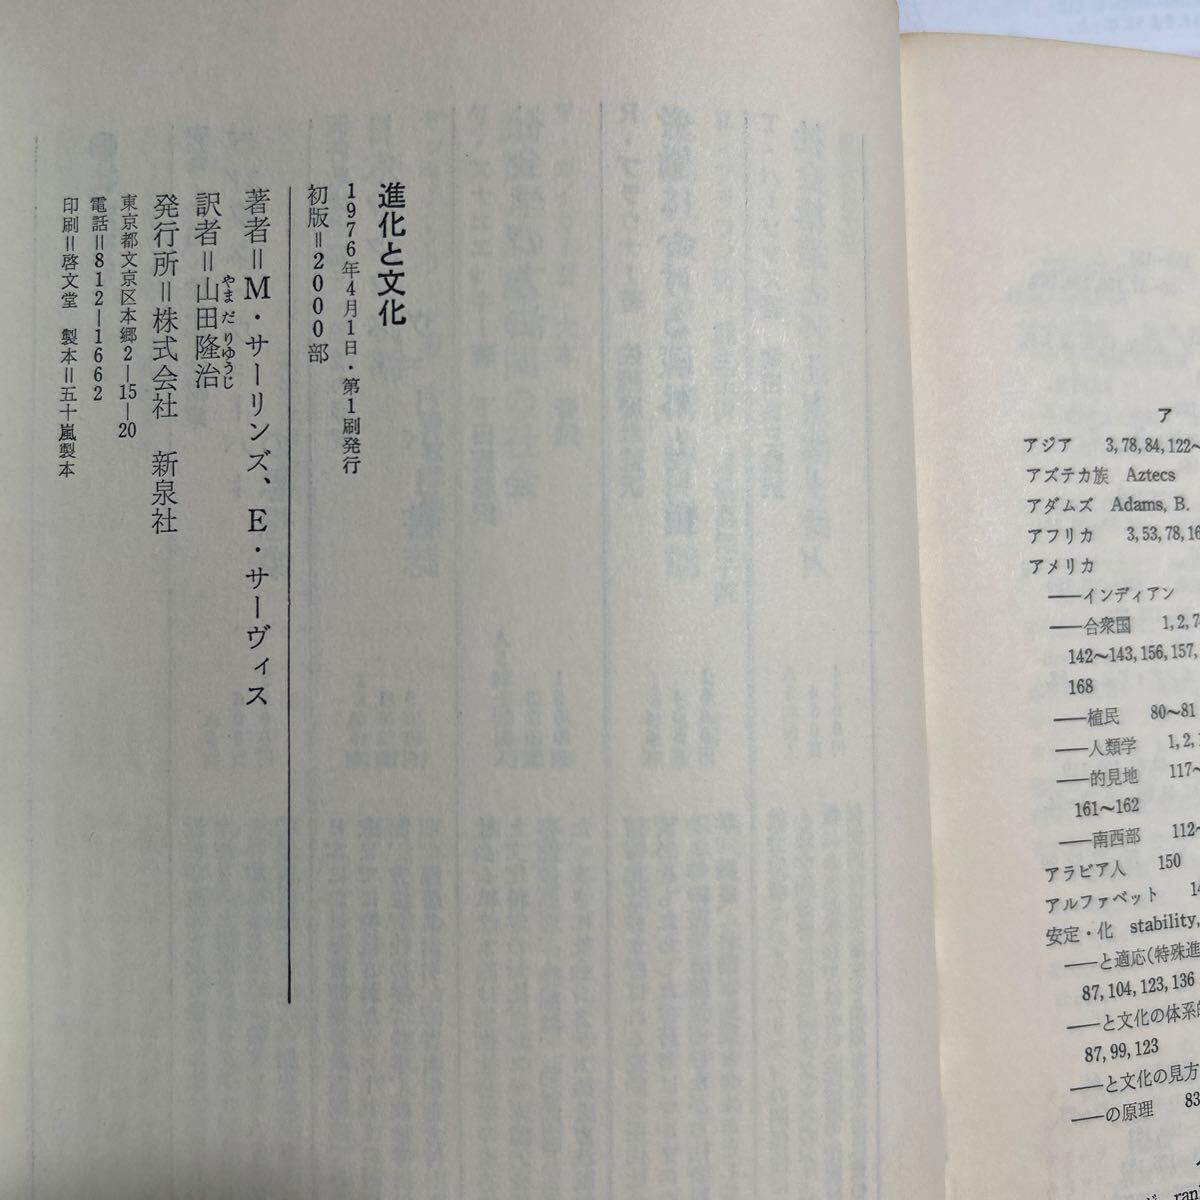 進化と文化
1976年4月1日・第1刷発行
初版=2000部
著者=M・サーリンズ、E・サーヴィス
訳者=山田隆治
やまだりゆうじ
発行所=株式会社 新泉社
東京都文京区本郷2—15—20
電話=812—1662
印刷=啓文堂 製本=五十嵐製本
ア
アジア 3, 78, 84, 122~
アズテカ族 Aztecs
アダムズ Adams, B.
アフリカ 3, 53, 78, 16
アメリカ
——インディアン
——合衆国 1, 2, 7
142~143, 156, 157,
168
——植民 80~81
——人類学 1, 2,
——的見地 117~
161~162
——南西部 112~
アラビア人 150
アルファベット 14
安定・化 stability,
——と適応(特殊進
87, 104, 123, 136
——と文化の体系的
87, 99, 123
——と文化の見方
——の原理 83